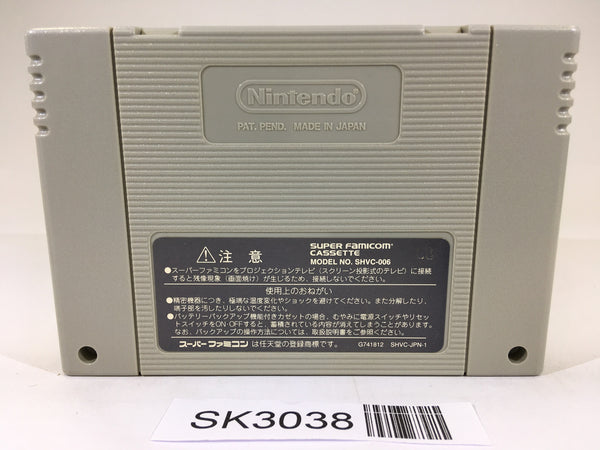 Nintendo
PAT. PEND. MADE IN JAPAN
注意
SUPER FAMICOM
CASSETTE
MODEL NO. SHVC-006
●スーパーファミコンをプロジェクションテレビ(スクリーン投影式のテレビ)に接続
すると残像現象(画面焼け)が生じるため、接続しないでください。
使用上のおねがい
●精密機器につき、極端な温度変化やショックを避けてください。また分解したり、
端子部を汚したりしないでください。
●バッテリーバックアップ機能付きカセットの場合、むやみに電源スイッチやリセッ
トスイッチをON・OFFすると、蓄積されている内容が消えてしまうことがあります。
なお、バックアップの操作方法については、取扱説明書をご参照ください。
スーパーファミコン は任天堂の登録商標です。 G741812 SHVC-JPN-1
SK3038